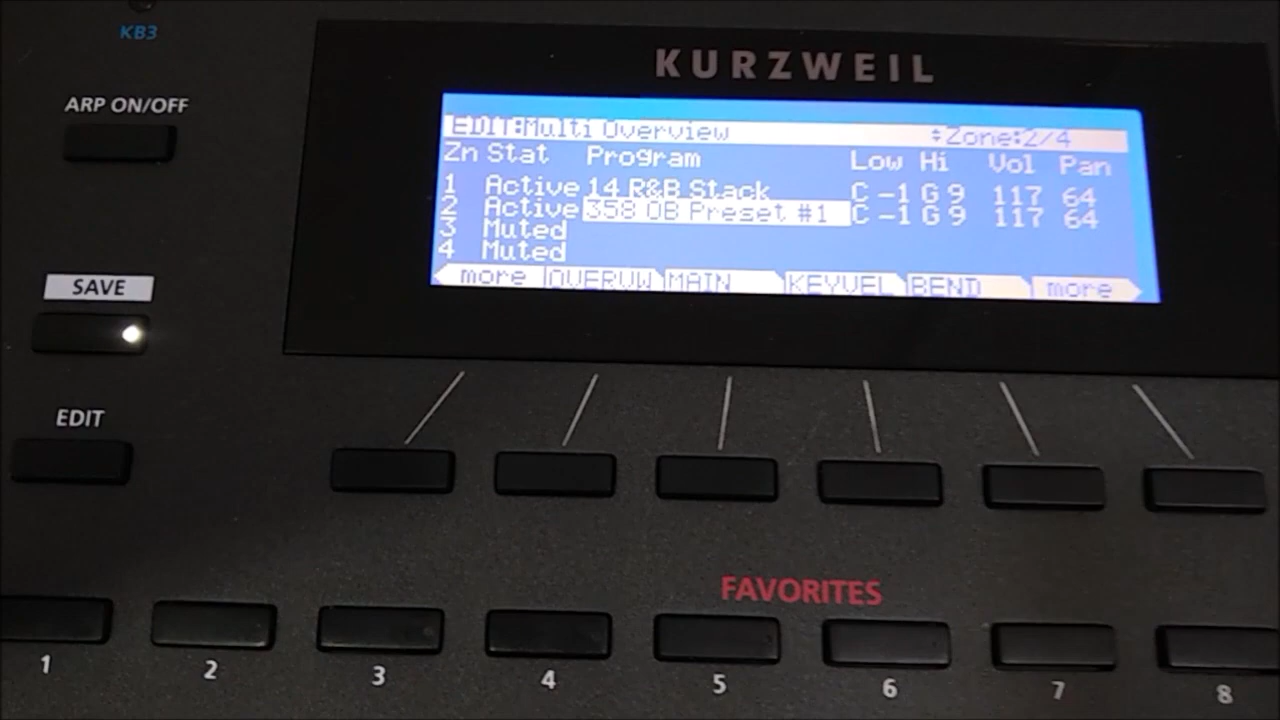 KB3
KURZWEIL
ARP ON/OFF
EDIT:Multi Overview Zone:2/4
Zn Stat Program Low Hi Vol Pan
1 Active 14 R&B Stack C -1 G 9 117 64
2 Active 358 OB Preset #1 C -1 G 9 117 64
3 Muted
4 Muted
more OVERVW MAIN KEYVEL BEND more
SAVE
EDIT
FAVORITES
1 2 3 4 5 6 7 8